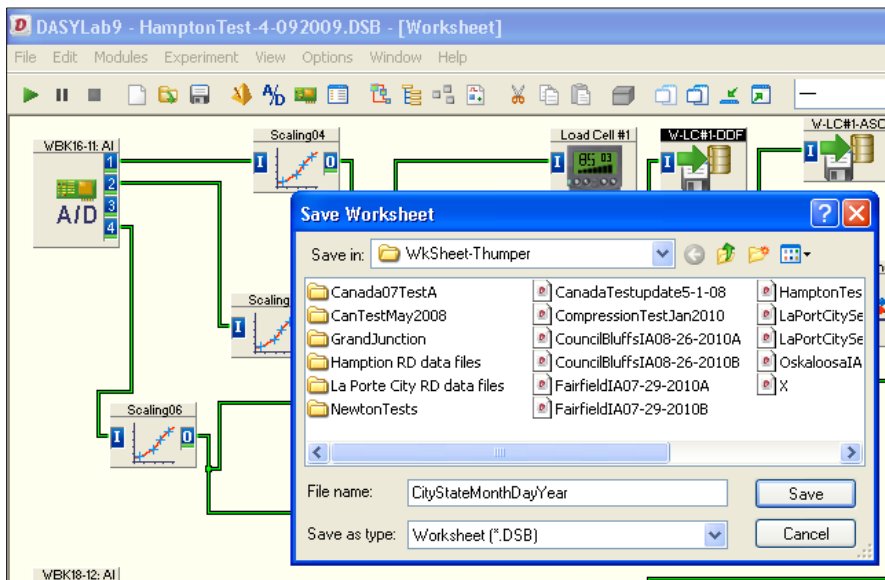 DASYLab9 - HamptonTest-4-092009.DSB - [Worksheet]
File Edit Modules Experiment View Options Window Help
A/D
Scaling04
Load Cell #1
W-LC#1-DDF
W-LC#1-ASC
WBK16-11: AI
1
I
O
I
85 03
I
I
2
A/D
3
4
Save Worksheet
Save in:
WkSheet-Thumper
Canada07TestA
CanTestMay2008
GrandJunction
Hamption RD data files
La Porte City RD data files
NewtonTests
CanadaTestupdate5-1-08
CompressionTestJan2010
CouncilBluffsIA08-26-2010A
CouncilBluffsIA08-26-2010B
FairfieldIA07-29-2010A
FairfieldIA07-29-2010B
HamptonTes
LaPortCitySe
LaPortCitySe
OskaloosaIA
X
Scaling
I
Scaling06
I
O
File name:
CityStateMonthDayYear
Save
Save as type:
Worksheet (*.DSB)
Cancel
WBK18-12: AI